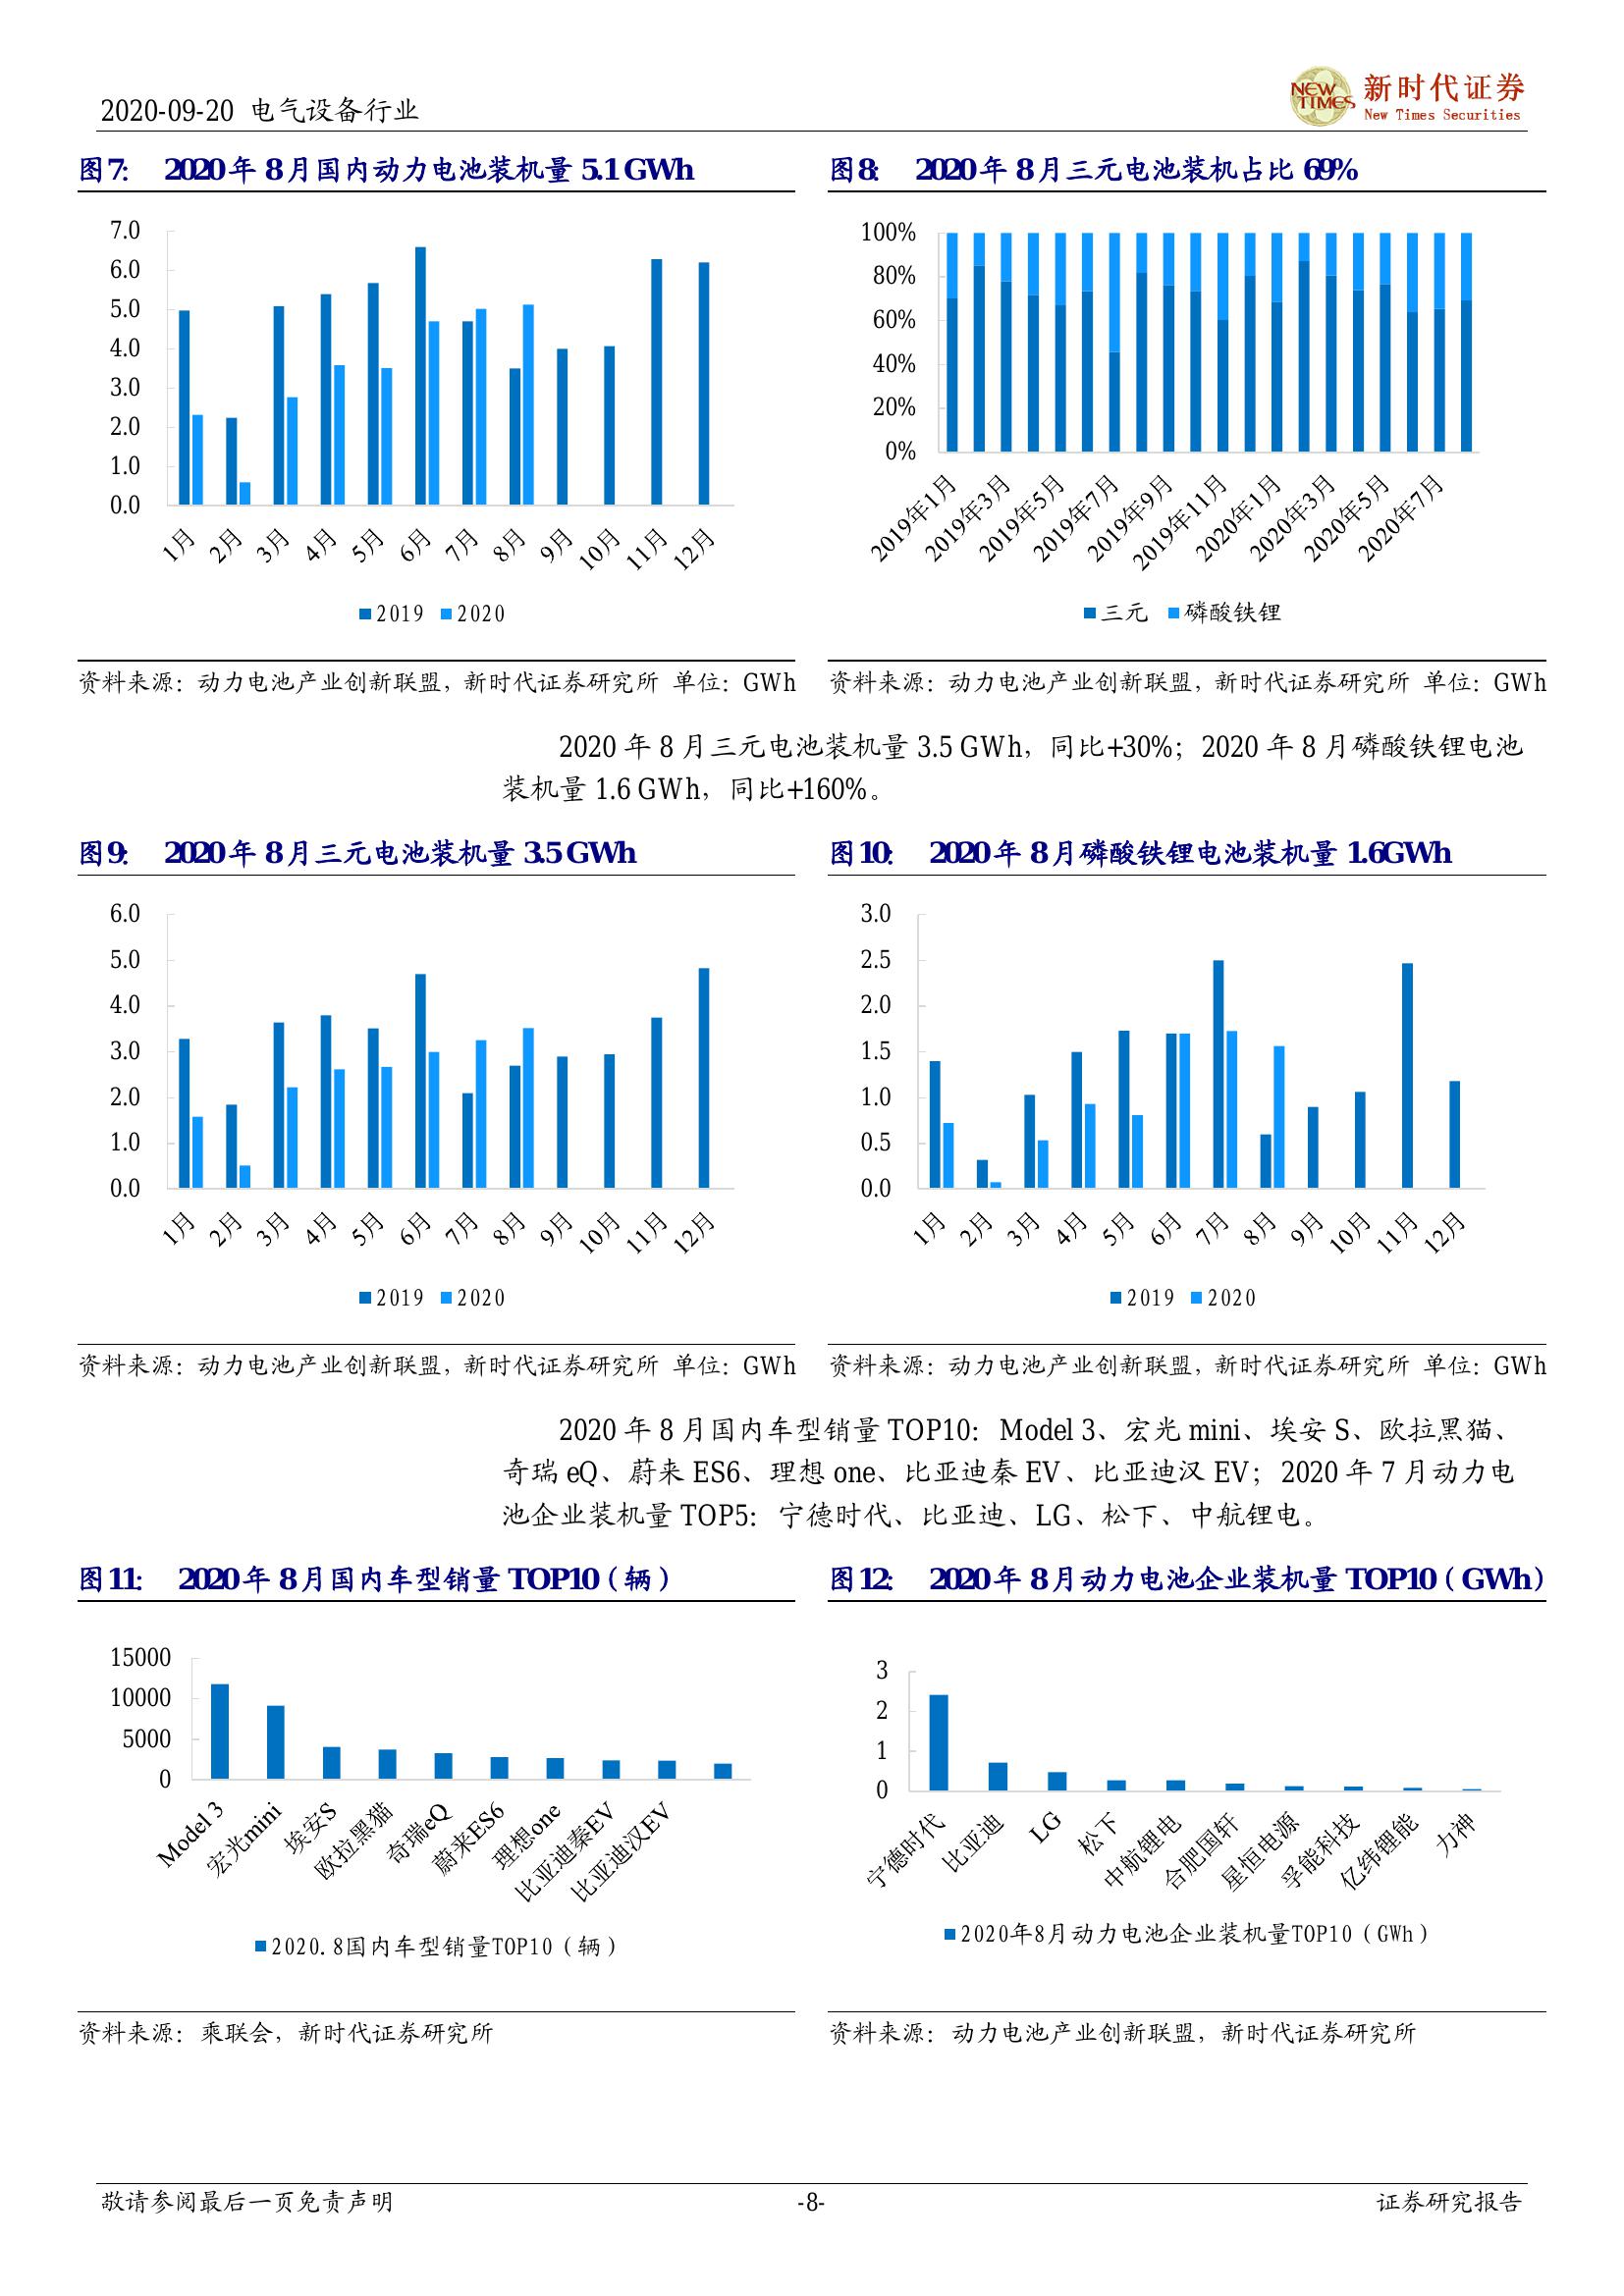 2020-09-20 电气设备行业
NEW TIMES
新时代证券
New Times Securities
图7： 2020年8月国内动力电池装机量5.1GWh
7.0
6.0
5.0
4.0
3.0
2.0
1.0
0.0
1月 2月 3月 4月 5月 6月 7月 8月 9月 10月 11月 12月
2019 2020
资料来源：动力电池产业创新联盟，新时代证券研究所 单位：GWh
图8： 2020年8月三元电池装机占比69%
100%
80%
60%
40%
20%
0%
2019年1月 2019年3月 2019年5月 2019年7月 2019年9月 2019年11月 2020年1月 2020年3月 2020年5月 2020年7月
三元 磷酸铁锂
资料来源：动力电池产业创新联盟，新时代证券研究所 单位：GWh
2020 年 8 月三元电池装机量 3.5 GWh，同比+30%；2020 年 8 月磷酸铁锂电池
装机量 1.6 GWh，同比+160%。
图9： 2020年8月三元电池装机量3.5GWh
6.0
5.0
4.0
3.0
2.0
1.0
0.0
1月 2月 3月 4月 5月 6月 7月 8月 9月 10月 11月 12月
2019 2020
资料来源：动力电池产业创新联盟，新时代证券研究所 单位：GWh
图10： 2020年8月磷酸铁锂电池装机量1.6GWh
3.0
2.5
2.0
1.5
1.0
0.5
0.0
1月 2月 3月 4月 5月 6月 7月 8月 9月 10月 11月 12月
2019 2020
资料来源：动力电池产业创新联盟，新时代证券研究所 单位：GWh
2020 年 8 月国内车型销量 TOP10：Model 3、宏光 mini、埃安 S、欧拉黑猫、
奇瑞 eQ、蔚来 ES6、理想 one、比亚迪秦 EV、比亚迪汉 EV；2020 年 7 月动力电
池企业装机量 TOP5：宁德时代、比亚迪、LG、松下、中航锂电。
图11： 2020年8月国内车型销量TOP10（辆）
15000
10000
5000
0
Model 3 宏光mini 埃安S 欧拉黑猫 奇瑞eQ 蔚来ES6 理想one 比亚迪秦EV 比亚迪汉EV
2020.8国内车型销量TOP10（辆）
资料来源：乘联会，新时代证券研究所
图12： 2020年8月动力电池企业装机量TOP10（GWh）
3
2
1
0
宁德时代 比亚迪 LG 松下 中航锂电 合肥国轩 星恒电源 孚能科技 亿纬锂能 力神
2020年8月动力电池企业装机量TOP10（GWh）
资料来源：动力电池产业创新联盟，新时代证券研究所
敬请参阅最后一页免责声明
-8-
证券研究报告